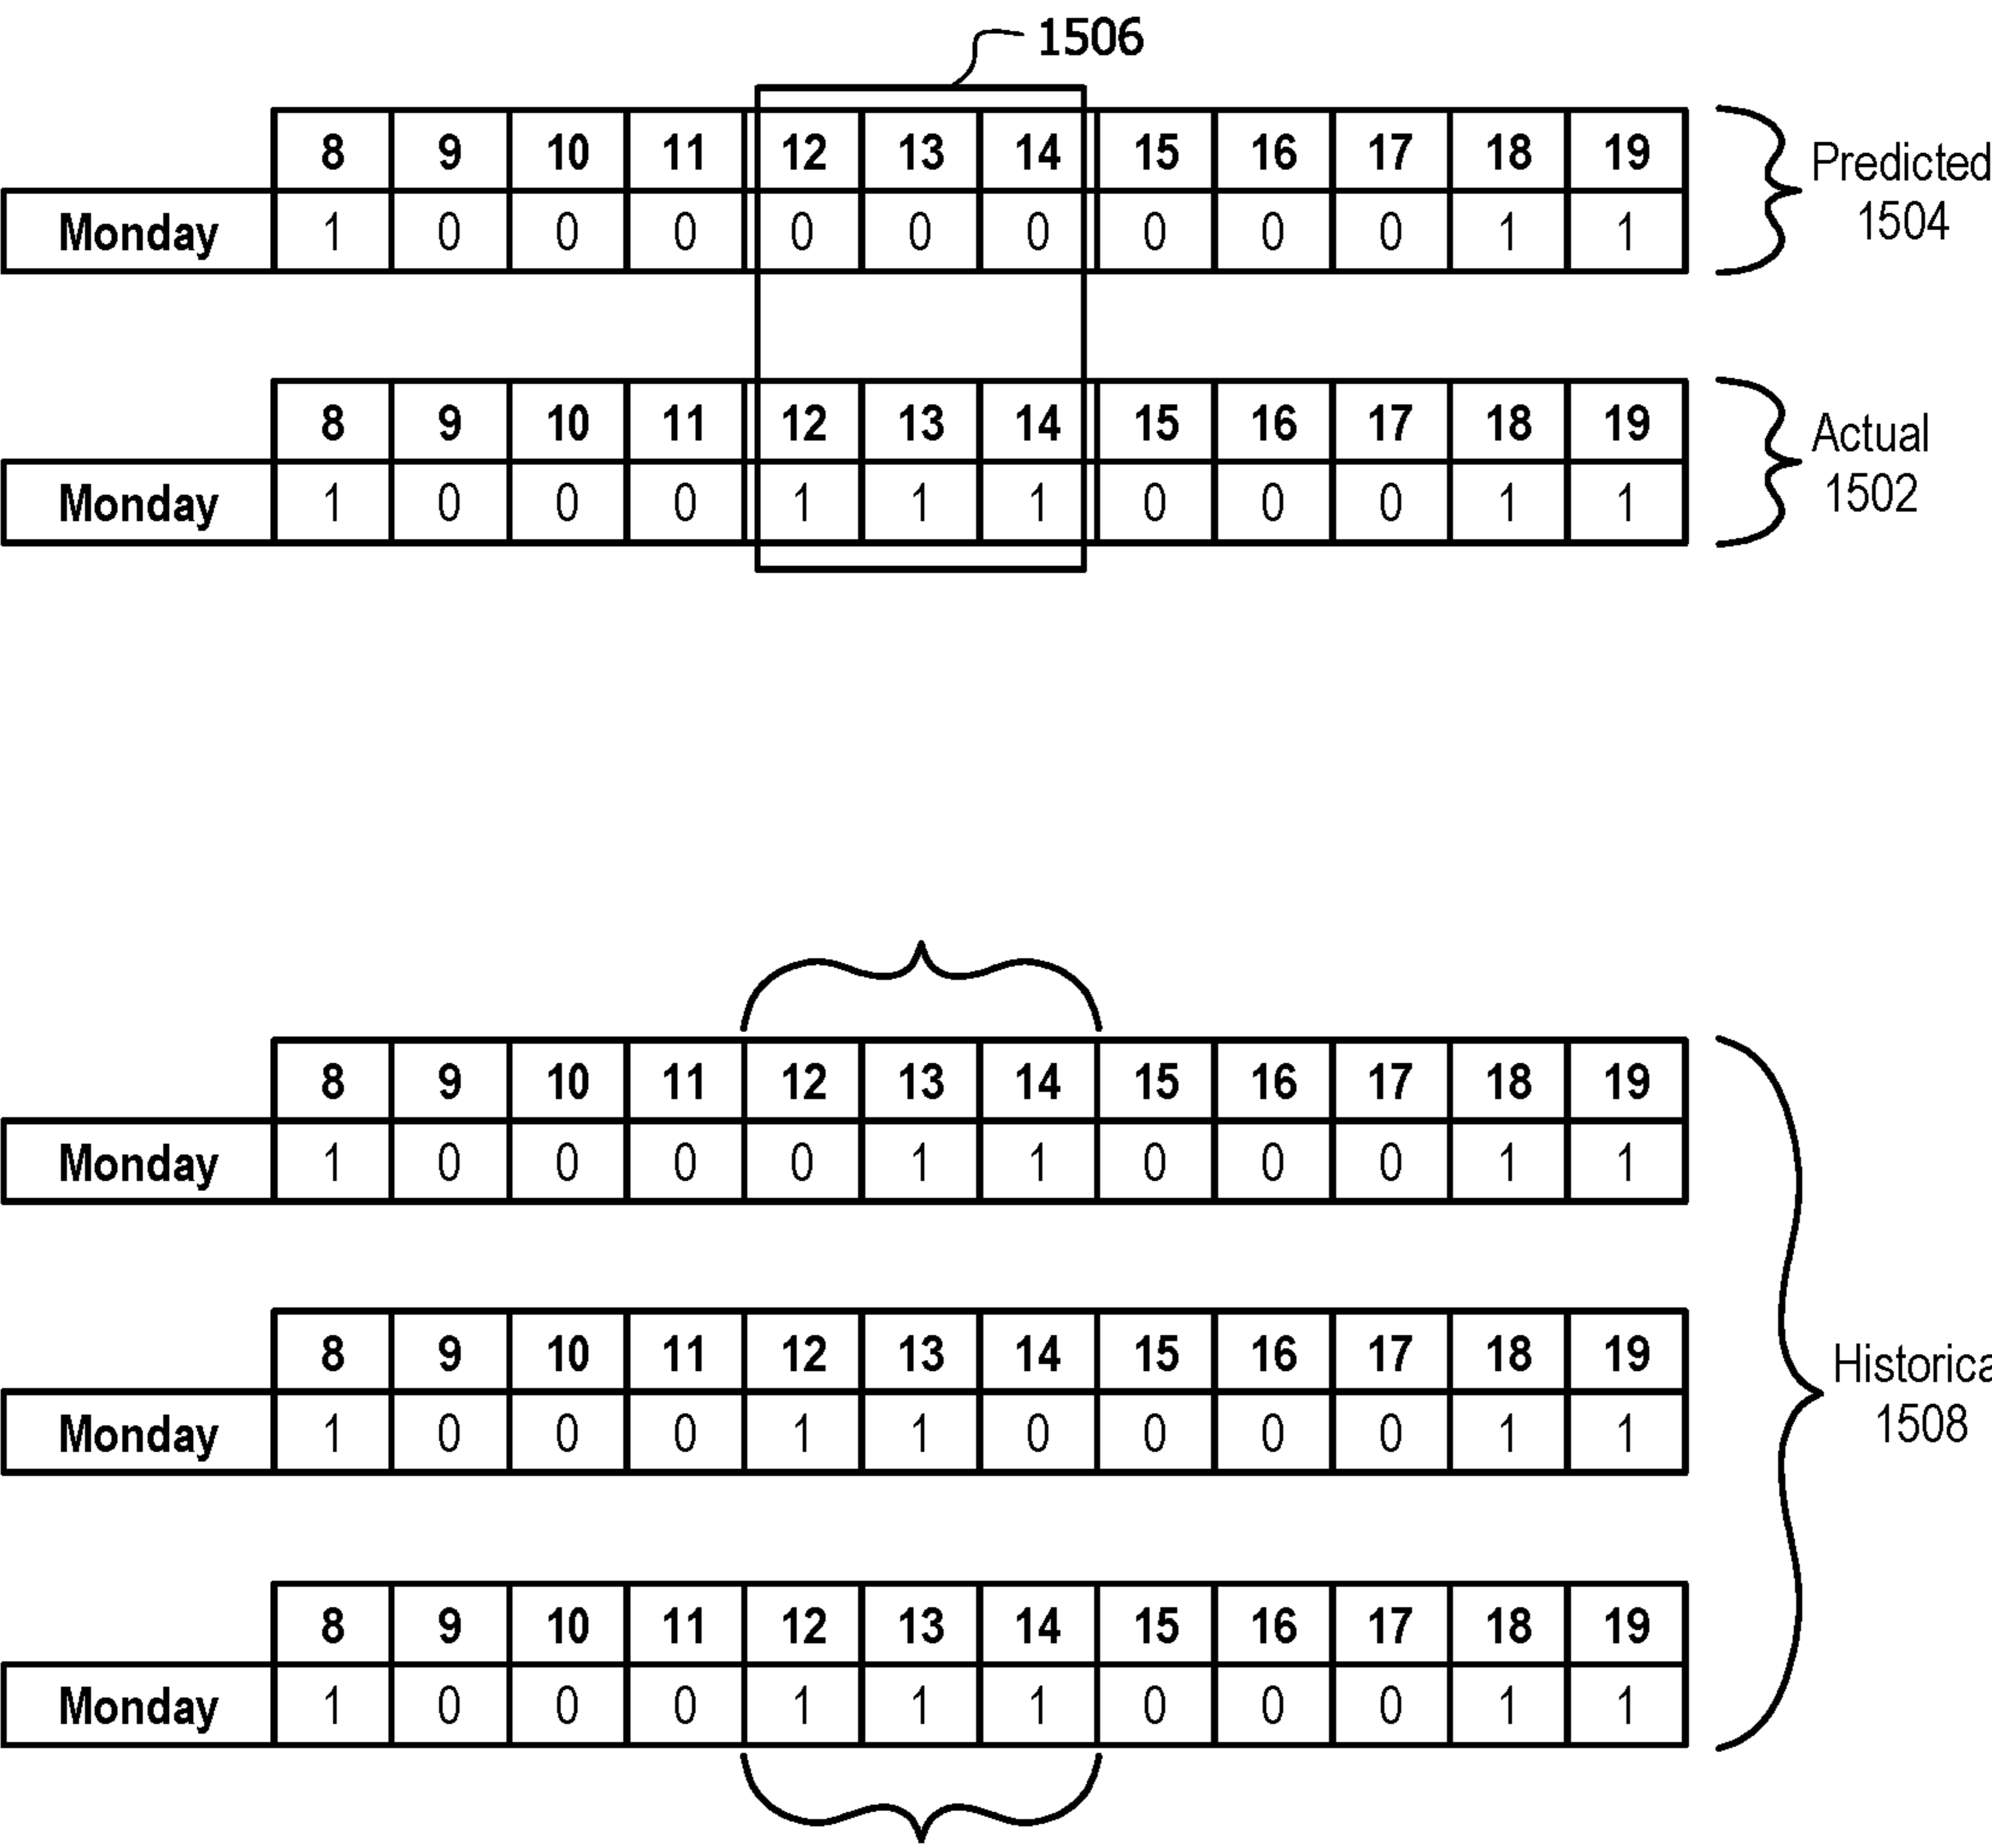 1506
8 9 10 11 12 13 14 15 16 17 18 19
Monday 1 0 0 0 0 0 0 0 0 0 1 1
Predicted
1504
8 9 10 11 12 13 14 15 16 17 18 19
Monday 1 0 0 0 1 1 1 0 0 0 1 1
Actual
1502
8 9 10 11 12 13 14 15 16 17 18 19
Monday 1 0 0 0 0 1 1 0 0 0 1 1
8 9 10 11 12 13 14 15 16 17 18 19
Monday 1 0 0 0 1 1 0 0 0 0 1 1
Historica
1508
8 9 10 11 12 13 14 15 16 17 18 19
Monday 1 0 0 0 1 1 1 0 0 0 1 1